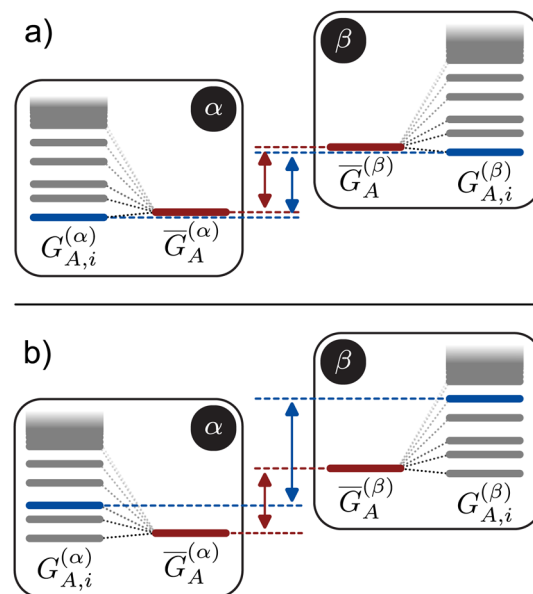 a)
β
α
$\overline{G}_A^{(\beta)}$ $G_{A,i}^{(\beta)}$
$G_{A,i}^{(\alpha)}$ $\overline{G}_A^{(\alpha)}$
b)
β
α
$\overline{G}_A^{(\beta)}$ $G_{A,i}^{(\beta)}$
$G_{A,i}^{(\alpha)}$ $\overline{G}_A^{(\alpha)}$